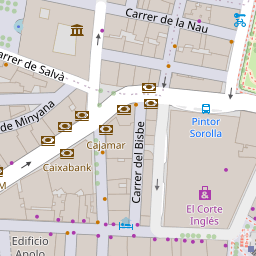 Carrer de la Nau
arrer de Salvà
de Minyana
Pintor
Sorolla
Cajamar
Caixabank
Carrer del Bisbe
M
El Corte
Inglés
Edificio
Apolo